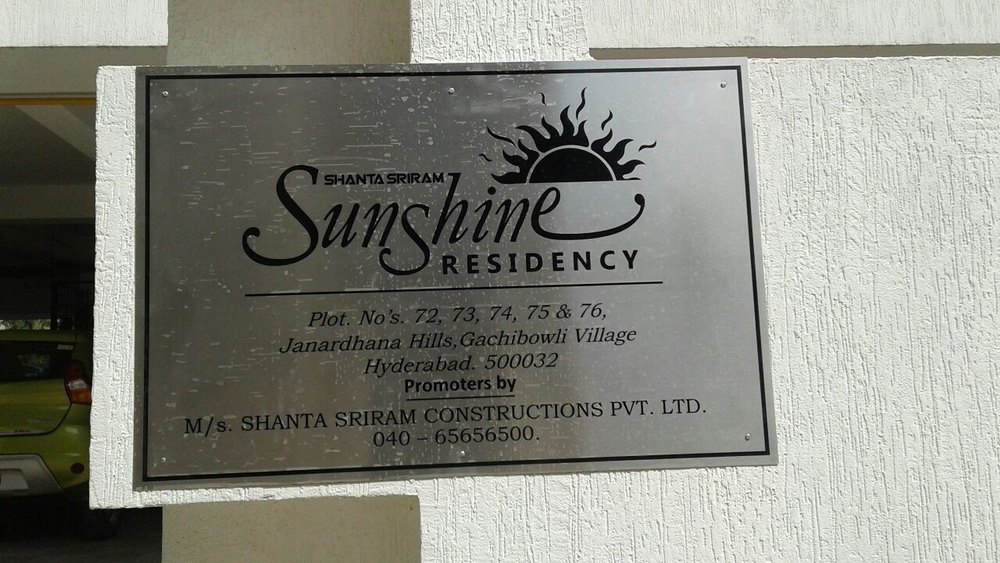 SHANTA SRIRAM
Sunshine
RESIDENCY
Plot. No's. 72, 73, 74, 75 & 76,
Janardhana Hills,Gachibowli Village
Hyderabad. 500032
Promoters by
M/s. SHANTA SRIRAM CONSTRUCTIONS PVT. LTD.
040 – 65656500.